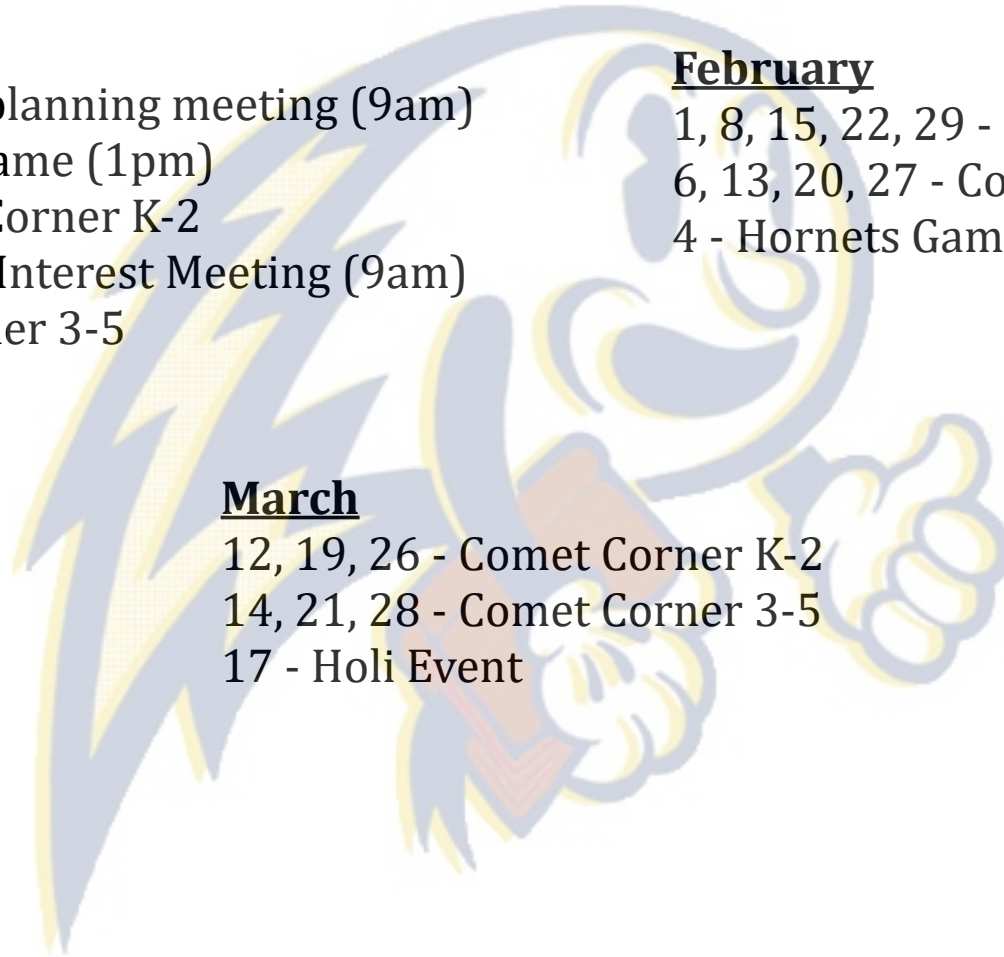 planning meeting (9am)
ame (1pm)
Corner K-2
Interest Meeting (9am)
er 3-5
February
1, 8, 15, 22, 29 -
6, 13, 20, 27 - Co
4 - Hornets Gam
March
12, 19, 26 - Comet Corner K-2
14, 21, 28 - Comet Corner 3-5
17 - Holi Event